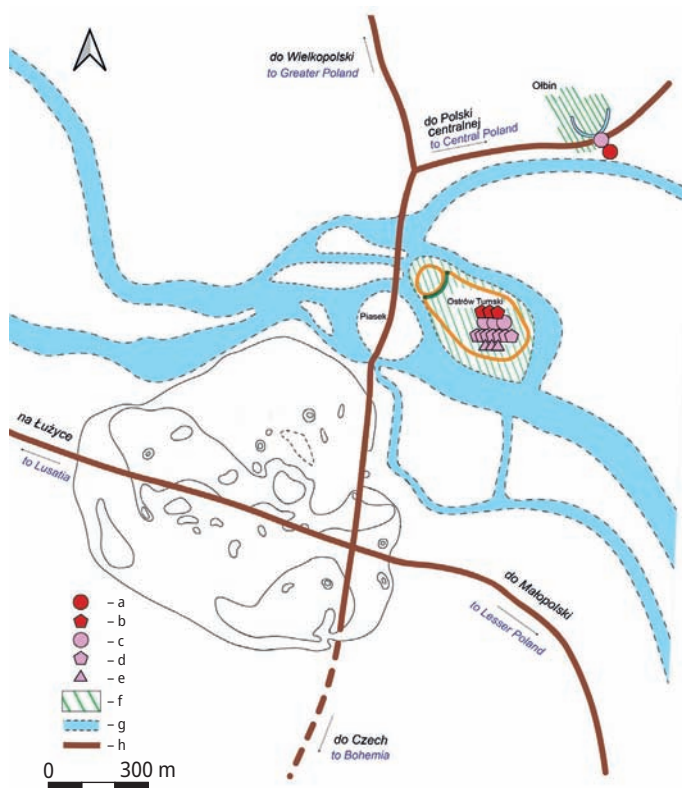 do Wielkopolski
to Greater Poland
Ołbin
do Polski
centralnej
to Central Poland
Ostrów Tumski
Piasek
na Łużyce
to Lusatia
do Małopolski
to Lesser Poland
– a
– b
– c
– d
– e
– f
– g
– h
do Czech
to Bohemia
0 300 m